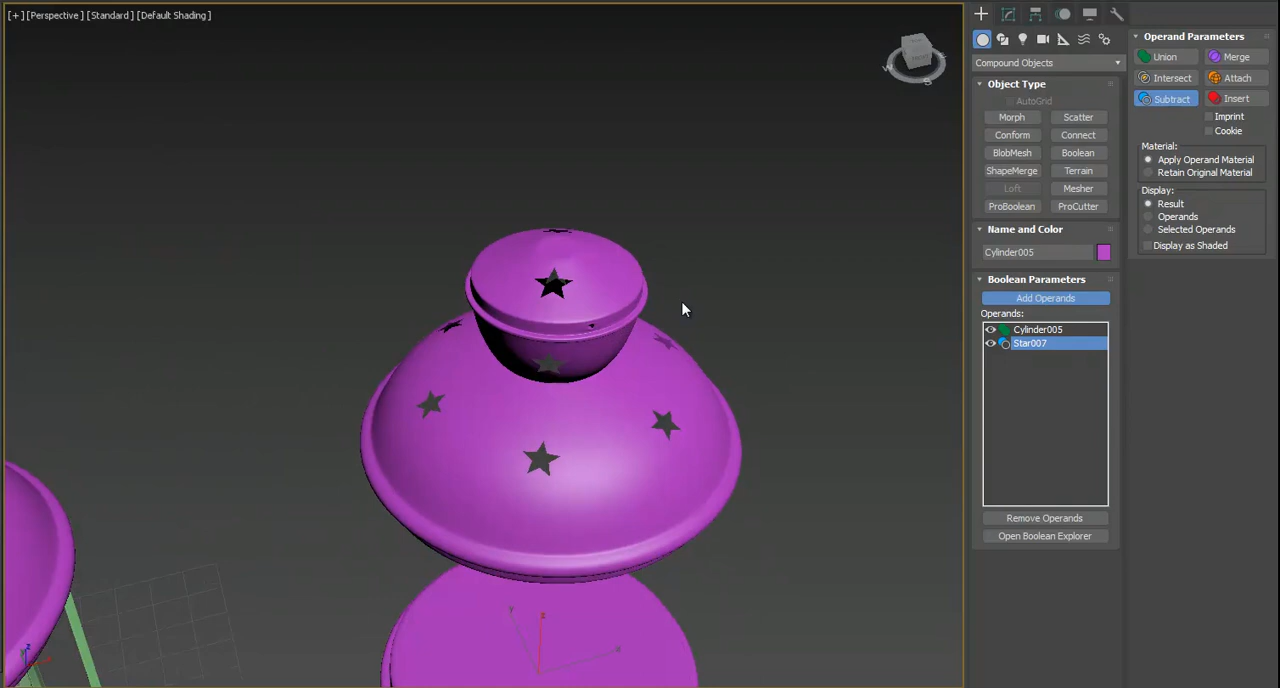 [+] [Perspective] [Standard] [Default Shading]
Compound Objects
Object Type
AutoGrid
Morph
Scatter
Conform
Connect
BlobMesh
Boolean
ShapeMerge
Terrain
Loft
Mesher
ProBoolean
ProCutter
Name and Color
Cylinder005
Boolean Parameters
Add Operands
Operands:
Cylinder005
Star007
Remove Operands
Open Boolean Explorer
Operand Parameters
Union
Merge
Intersect
Attach
Subtract
Insert
Imprint
Cookie
Material:
Apply Operand Material
Retain Original Material
Display:
Result
Operands
Selected Operands
Display as Shaded